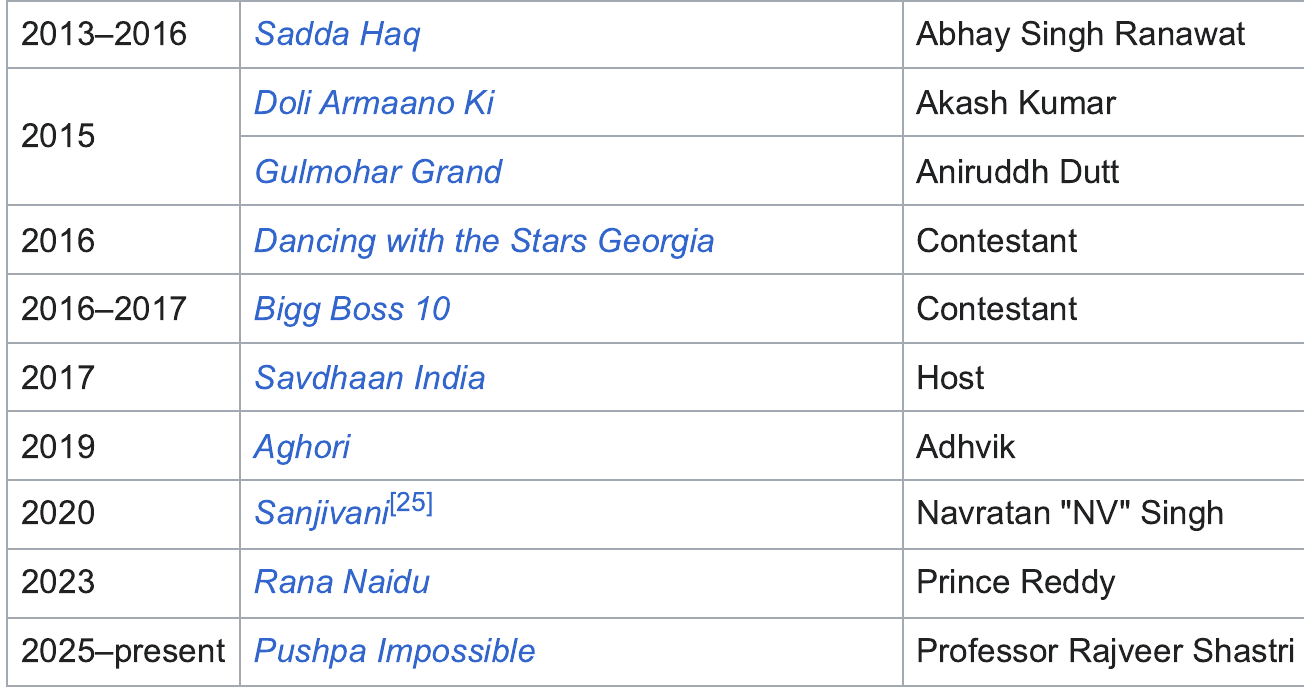 2013–2016 Sadda Haq Abhay Singh Ranawat
2015 Doli Armaano Ki Akash Kumar
Gulmohar Grand Aniruddh Dutt
2016 Dancing with the Stars Georgia Contestant
2016–2017 Bigg Boss 10 Contestant
2017 Savdhaan India Host
2019 Aghori Adhvik
2020 Sanjivani[25] Navratan "NV" Singh
2023 Rana Naidu Prince Reddy
2025–present Pushpa Impossible Professor Rajveer Shastri